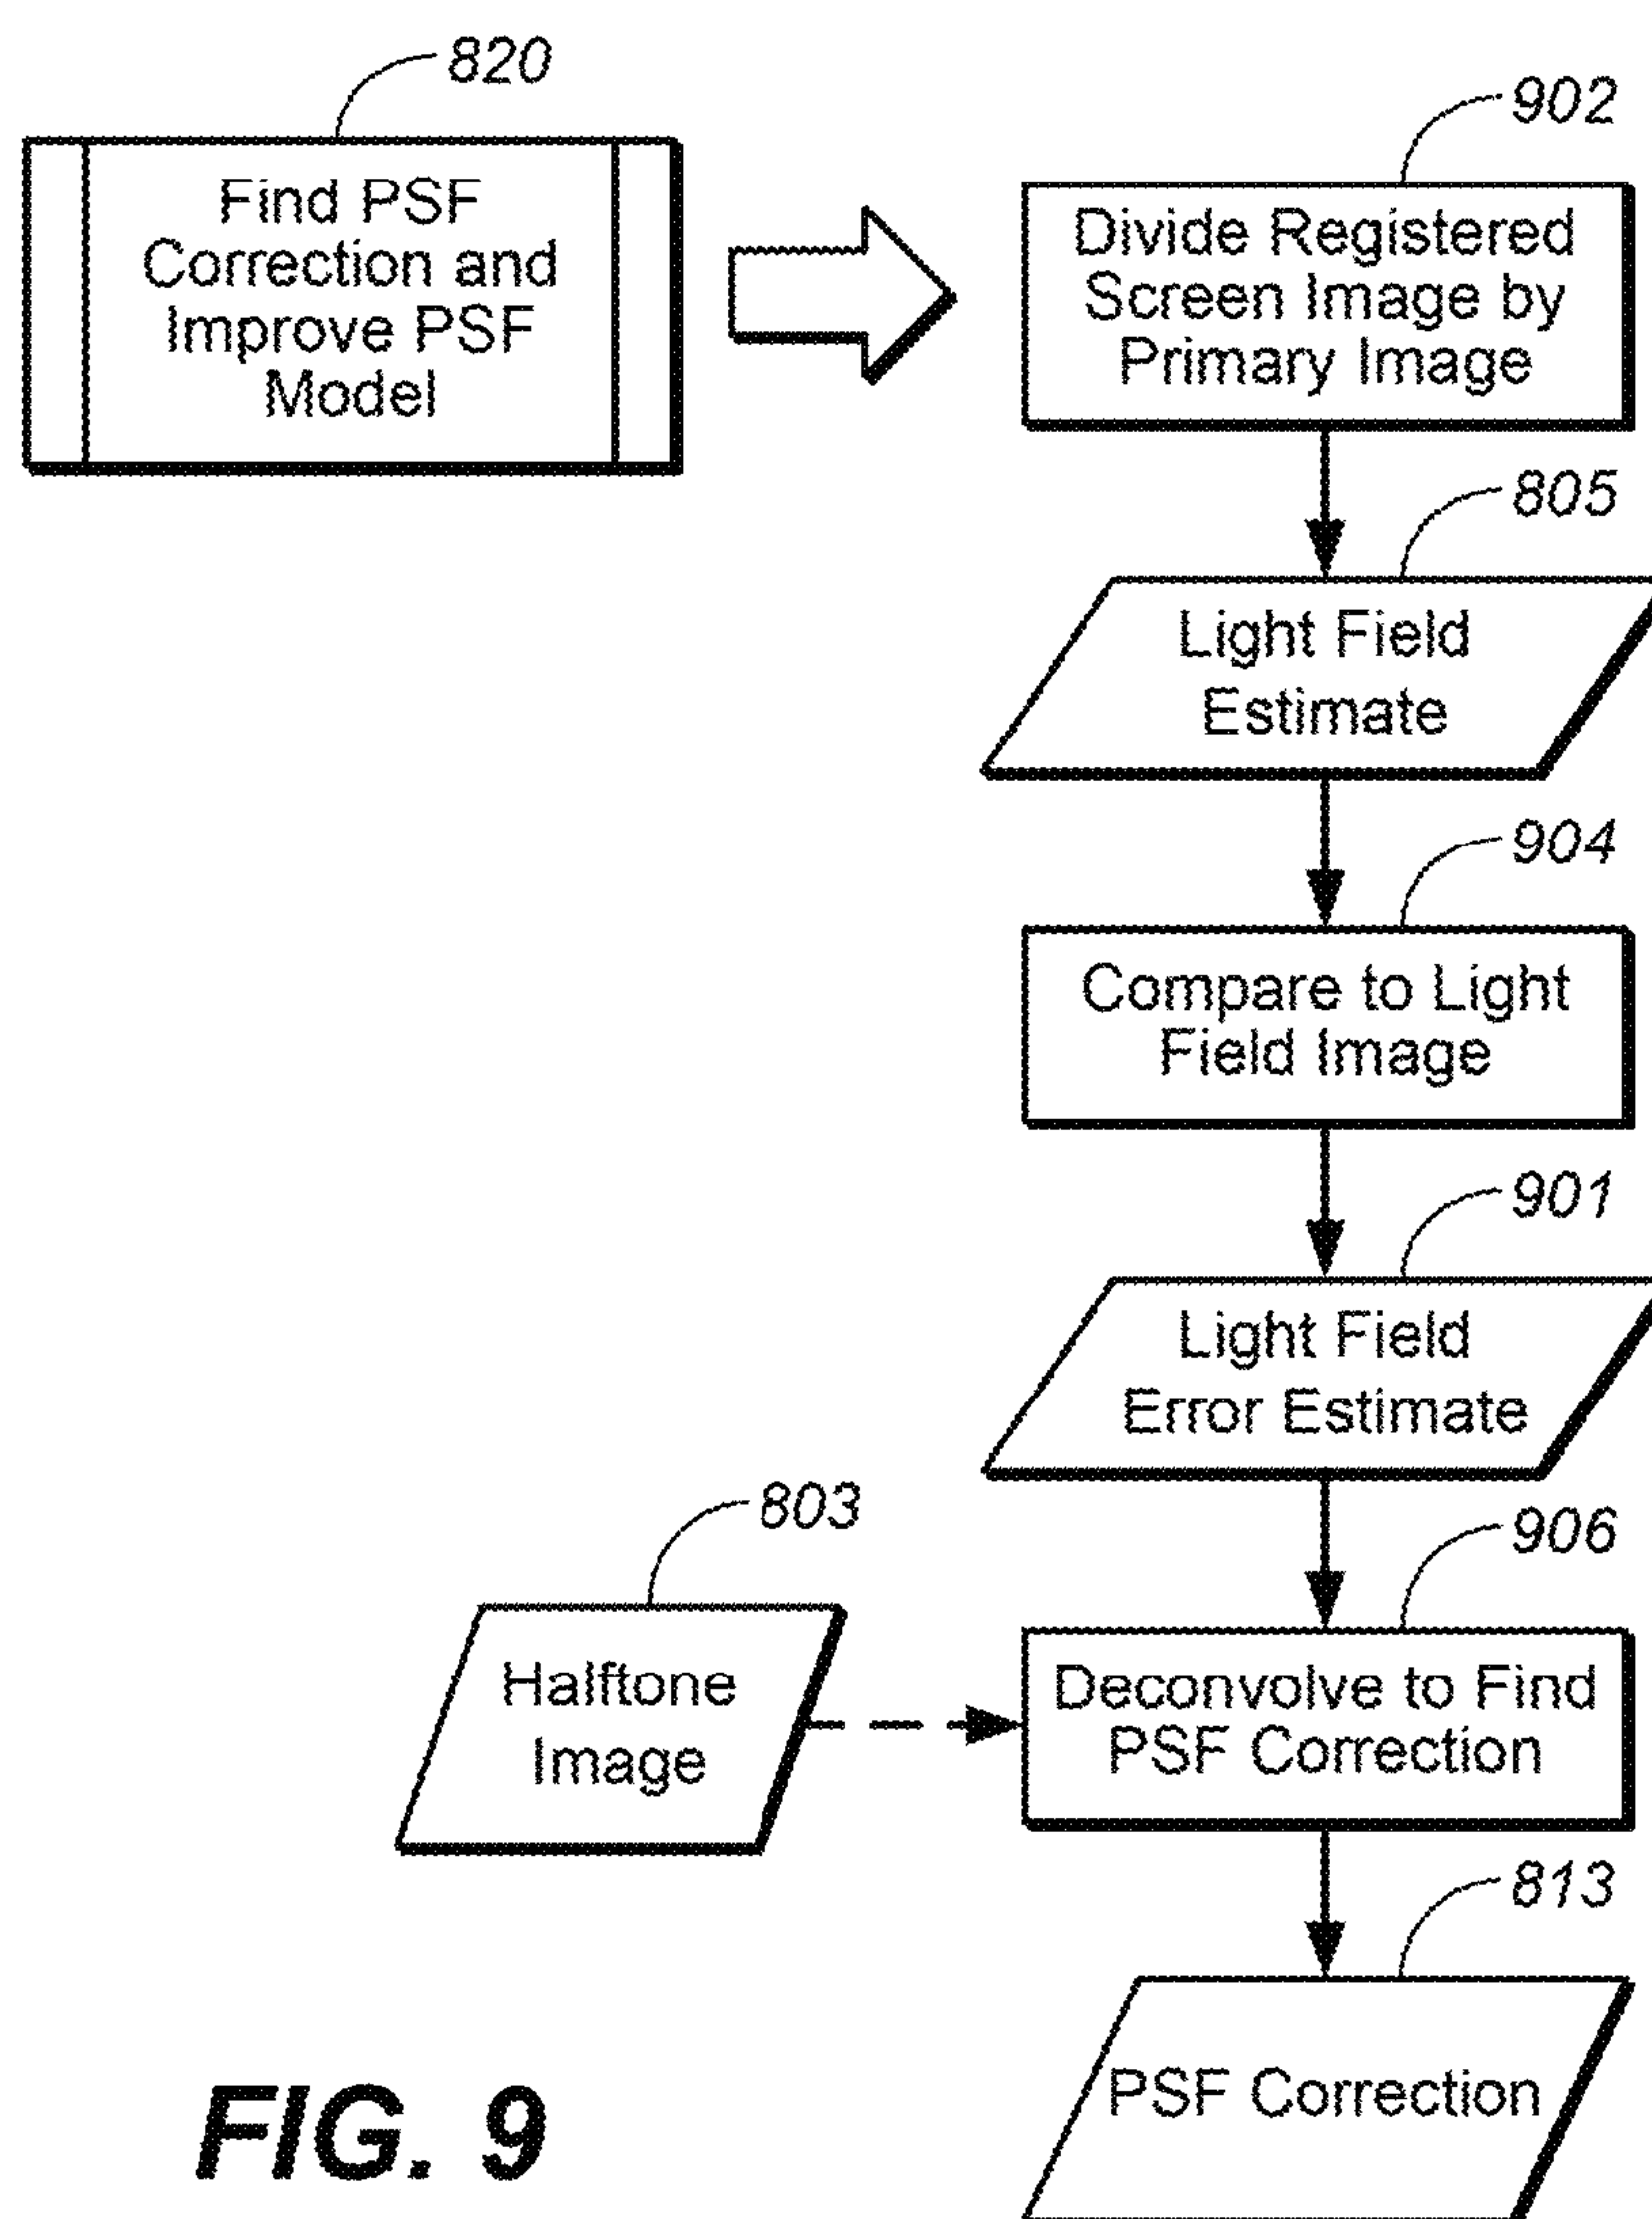 820
Find PSF
Correction and
Improve PSF
Model
902
Divide Registered
Screen Image by
Primary Image
805
Light Field
Estimate
904
Compare to Light
Field Image
901
Light Field
Error Estimate
803
Halftone
Image
906
Deconvolve to Find
PSF Correction
813
PSF Correction
FIG. 9